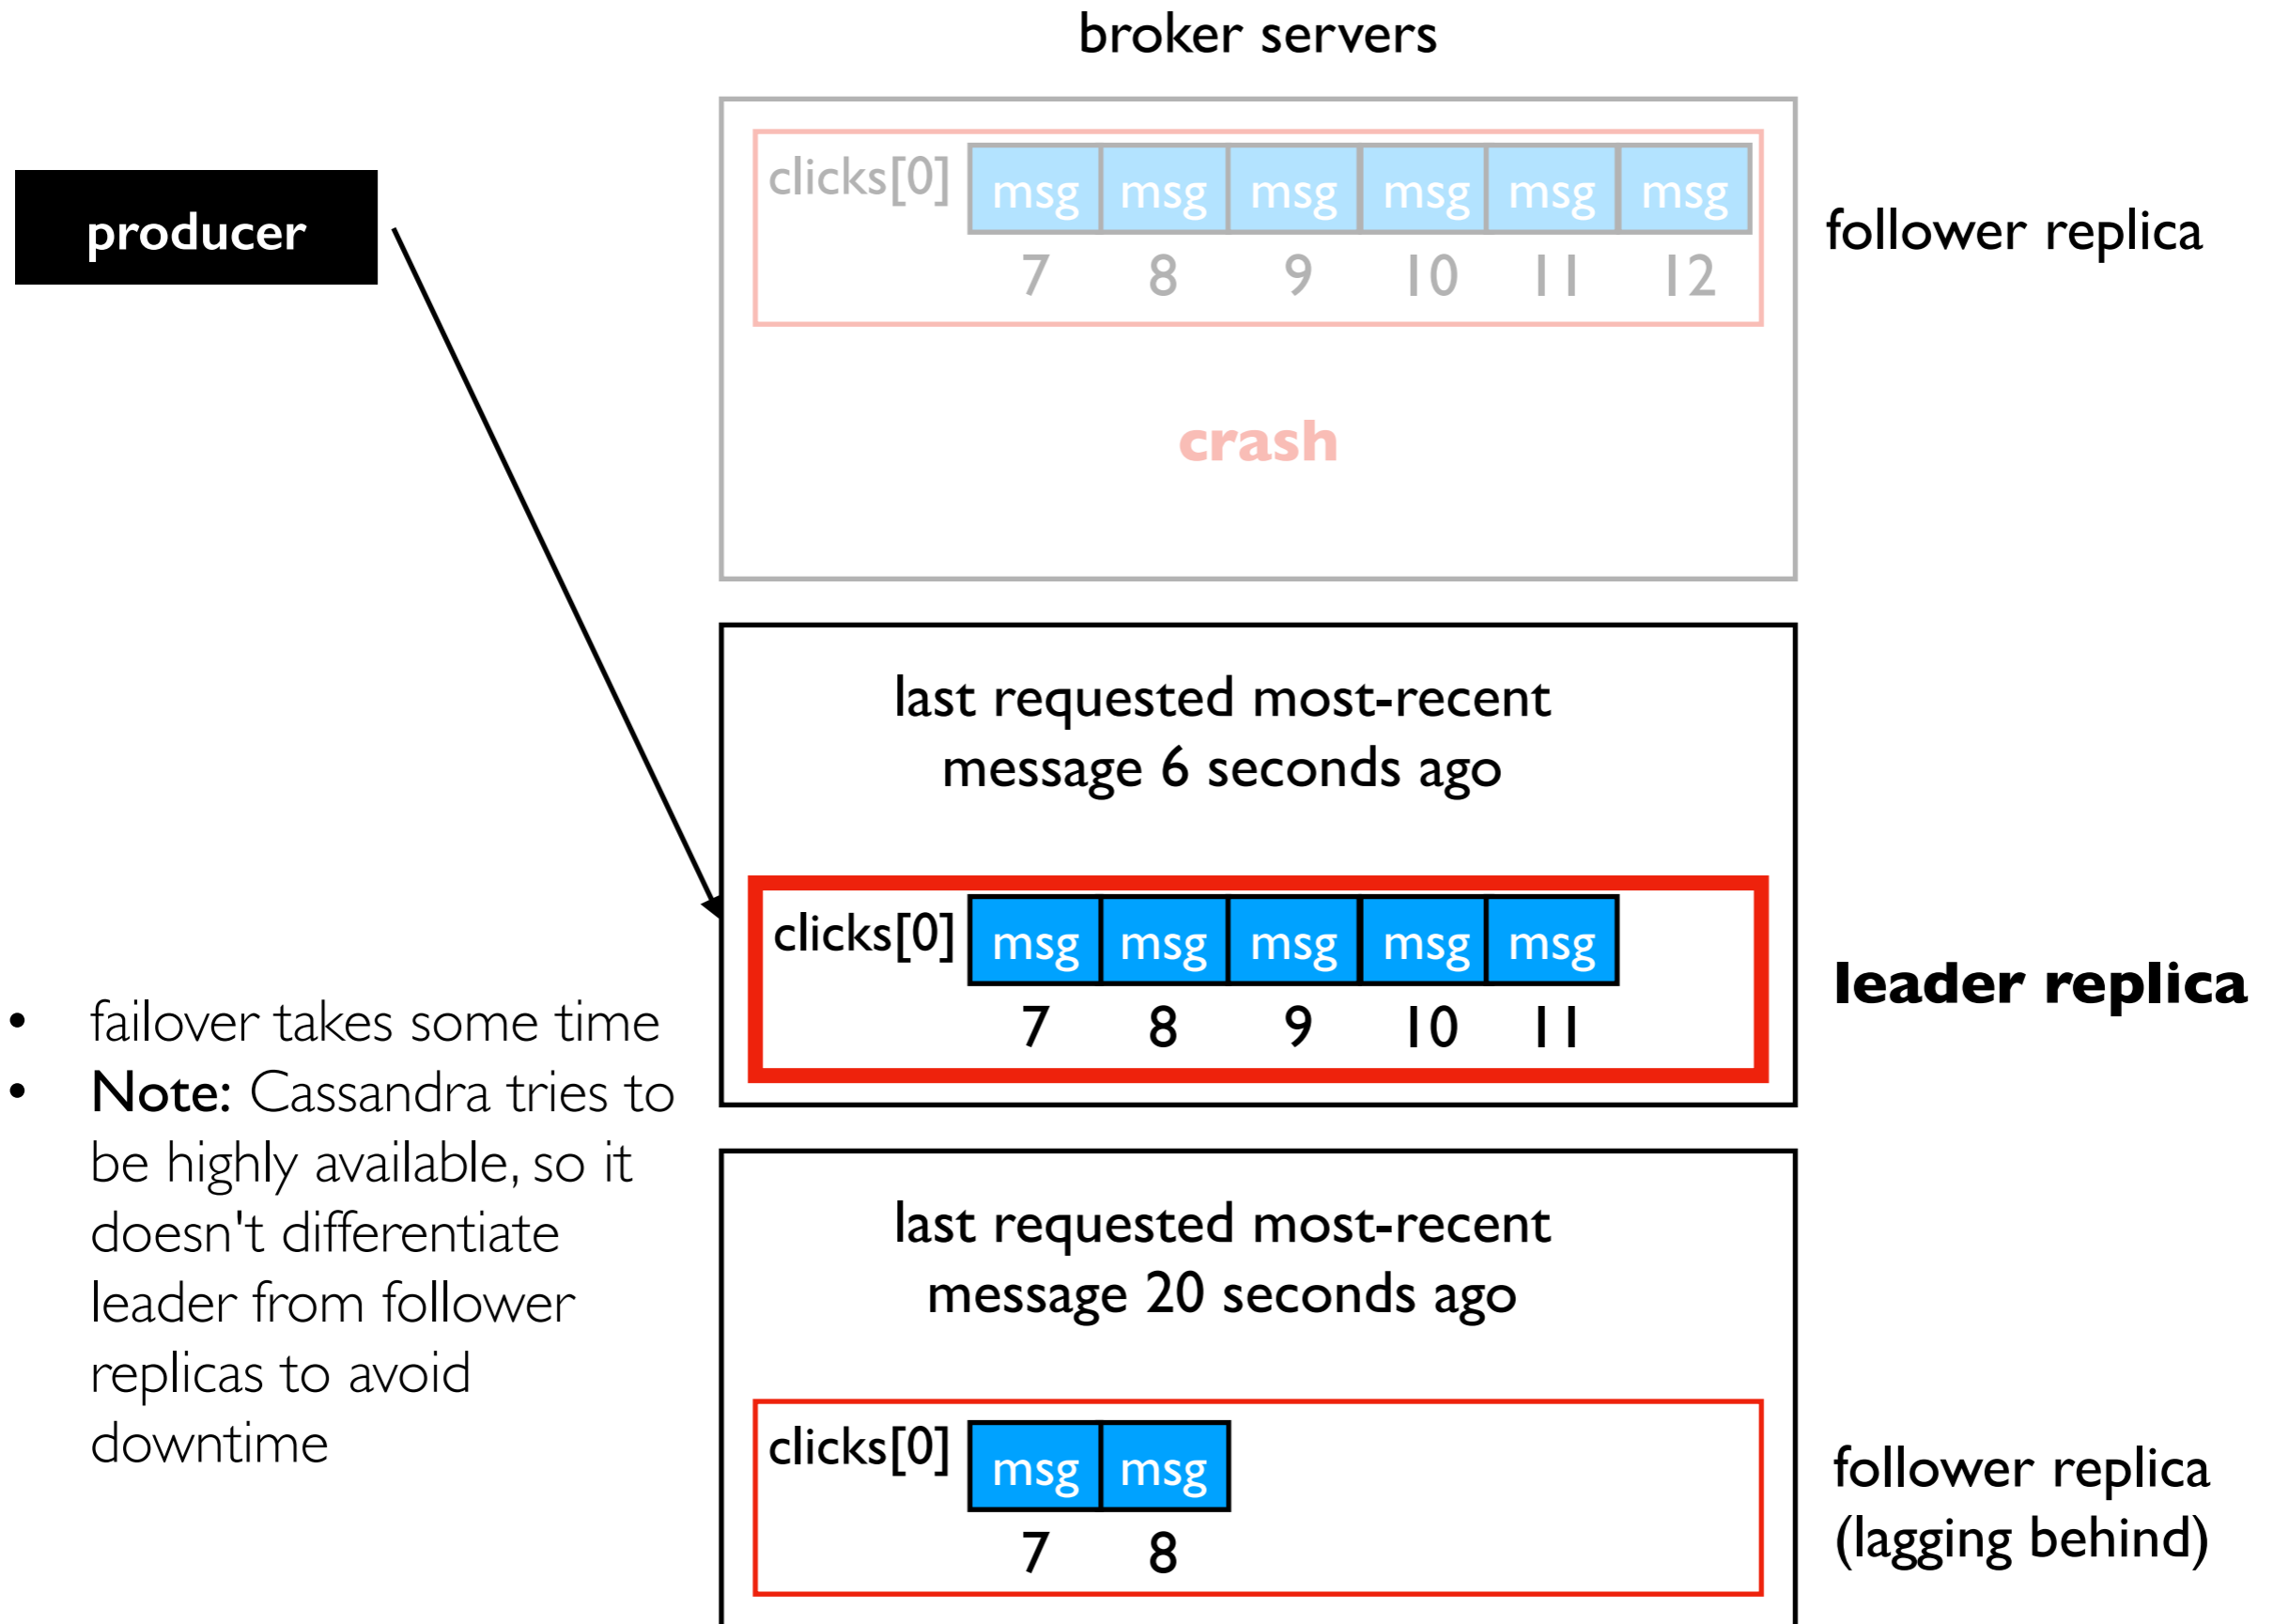 broker servers
producer
clicks[0] msg msg msg msg msg msg
7 8 9 10 11 12
follower replica
crash
last requested most-recent
message 6 seconds ago
clicks[0] msg msg msg msg msg
7 8 9 10 11
leader replica
• failover takes some time
• Note: Cassandra tries to
be highly available, so it
doesn't differentiate
leader from follower
replicas to avoid
downtime
last requested most-recent
message 20 seconds ago
clicks[0] msg msg
7 8
follower replica
(lagging behind)